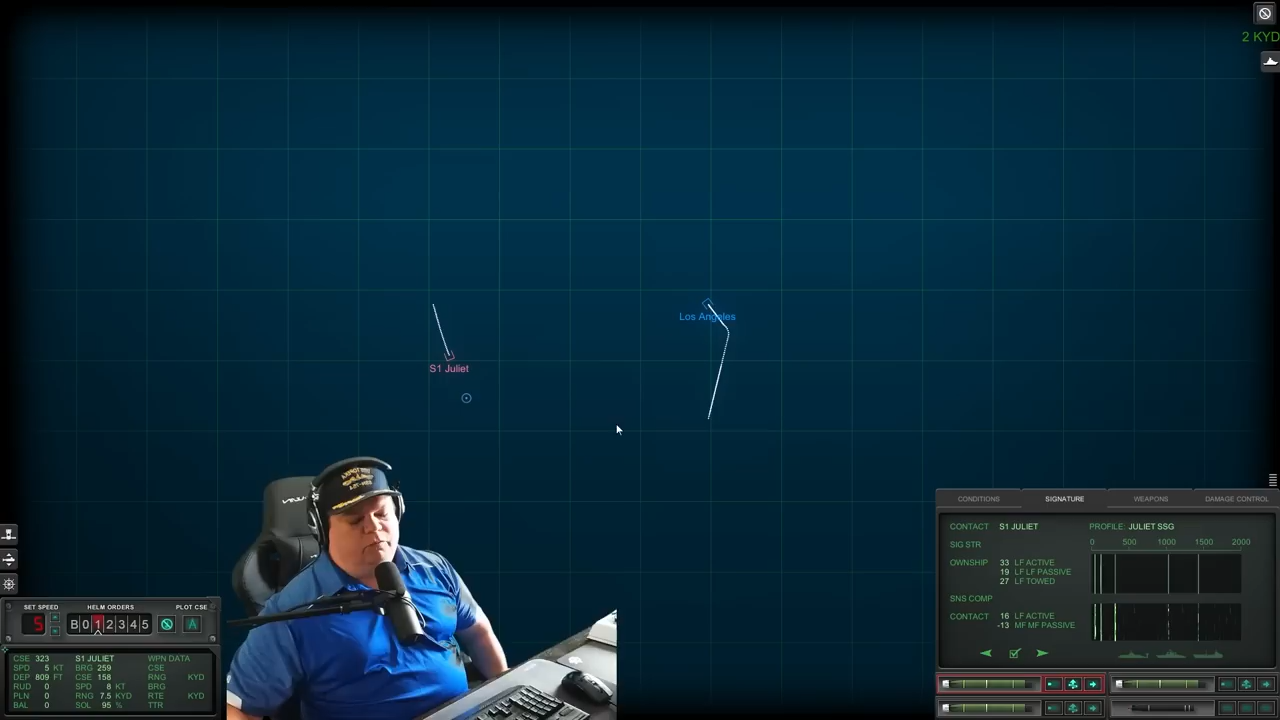 2 KYD
Los Angeles
S1 Juliet
CONDITIONS SIGNATURE WEAPONS DAMAGE CONTROL
CONTACT S1 JULIET PROFILE: JULIET SSG
SIG STR 0 500 1000 1500 2000
OWNSHIP 33 LF ACTIVE
19 LF LF PASSIVE
27 LF TOWED
SNS COMP
CONTACT 16 LF ACTIVE
-13 MF MF PASSIVE
SET SPEED HELM ORDERS PLOT CSE
5 B 0 1 2 3 4 5 A
CSE 323 S1 JULIET WPN DATA
SPD 5 KT BRG 259 CSE
DEP 809 FT CSE 158 RNG KYD
RUD 0 SPD 8 KT BRG
PLN 0 RNG 7.5 KYD RTE KYD
BAL 0 SOL 95 % TTR